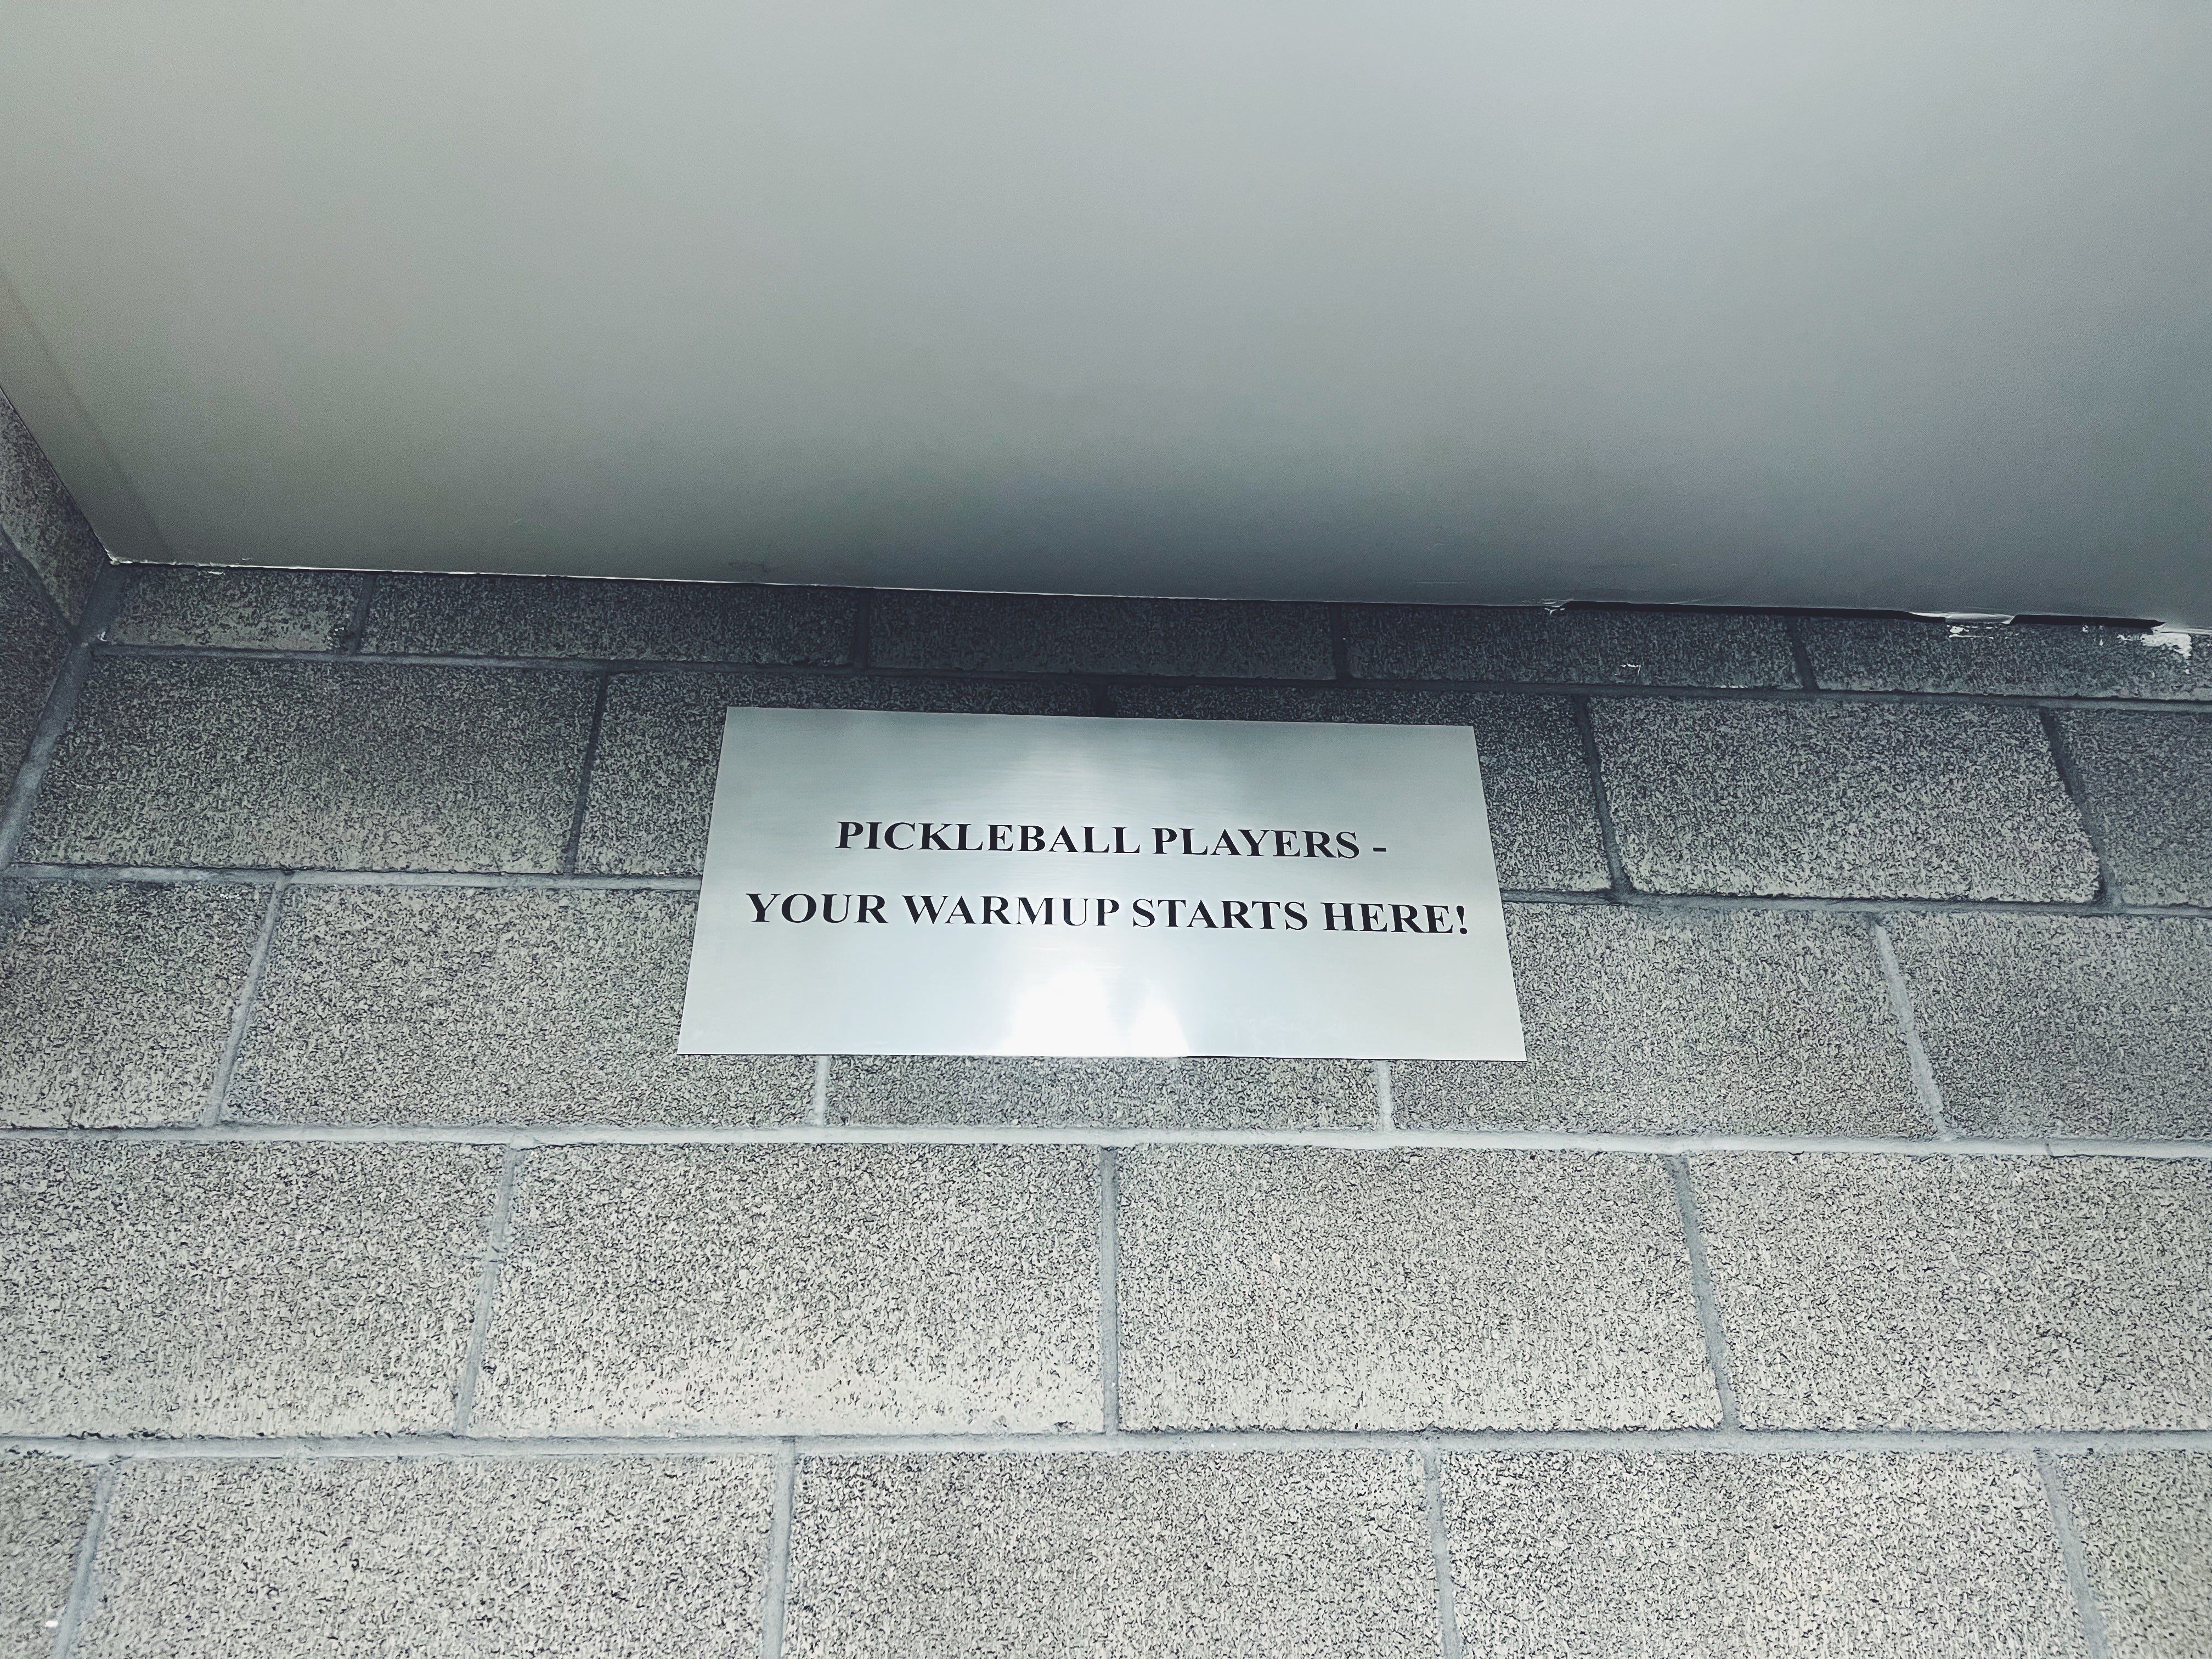 PICKLEBALL PLAYERS -
YOUR WARMUP STARTS HERE!